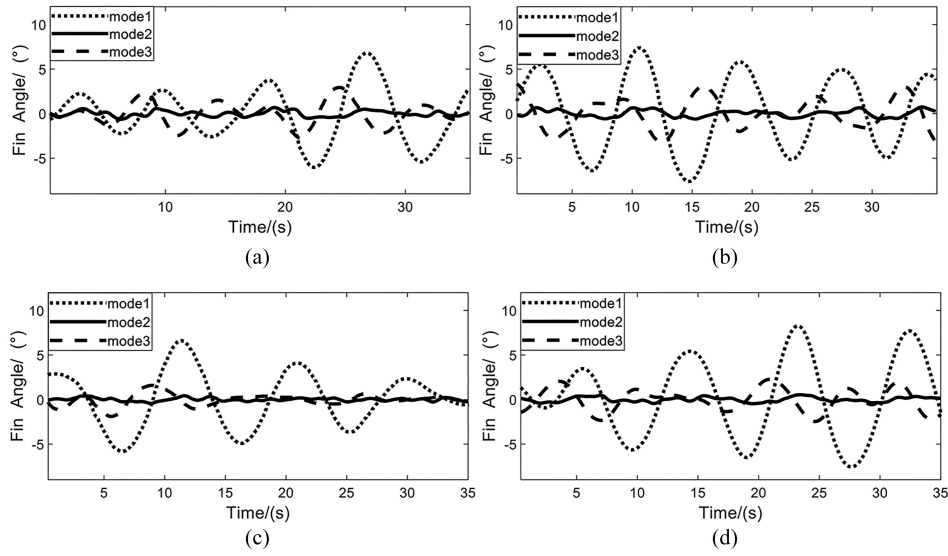 mode1
mode2
mode3
10
5
0
-5
Fin Angle/ (°)
10 20 30
Time/(s)
(a)
mode1
mode2
mode3
10
5
0
-5
Fin Angle/ (°)
5 10 15 20 25 30
Time/(s)
(b)
mode1
mode2
mode3
10
5
0
-5
Fin Angle/ (°)
5 10 15 20 25 30 35
Time/(s)
(c)
mode1
mode2
mode3
10
5
0
-5
Fin Angle/ (°)
5 10 15 20 25 30 35
Time/(s)
(d)